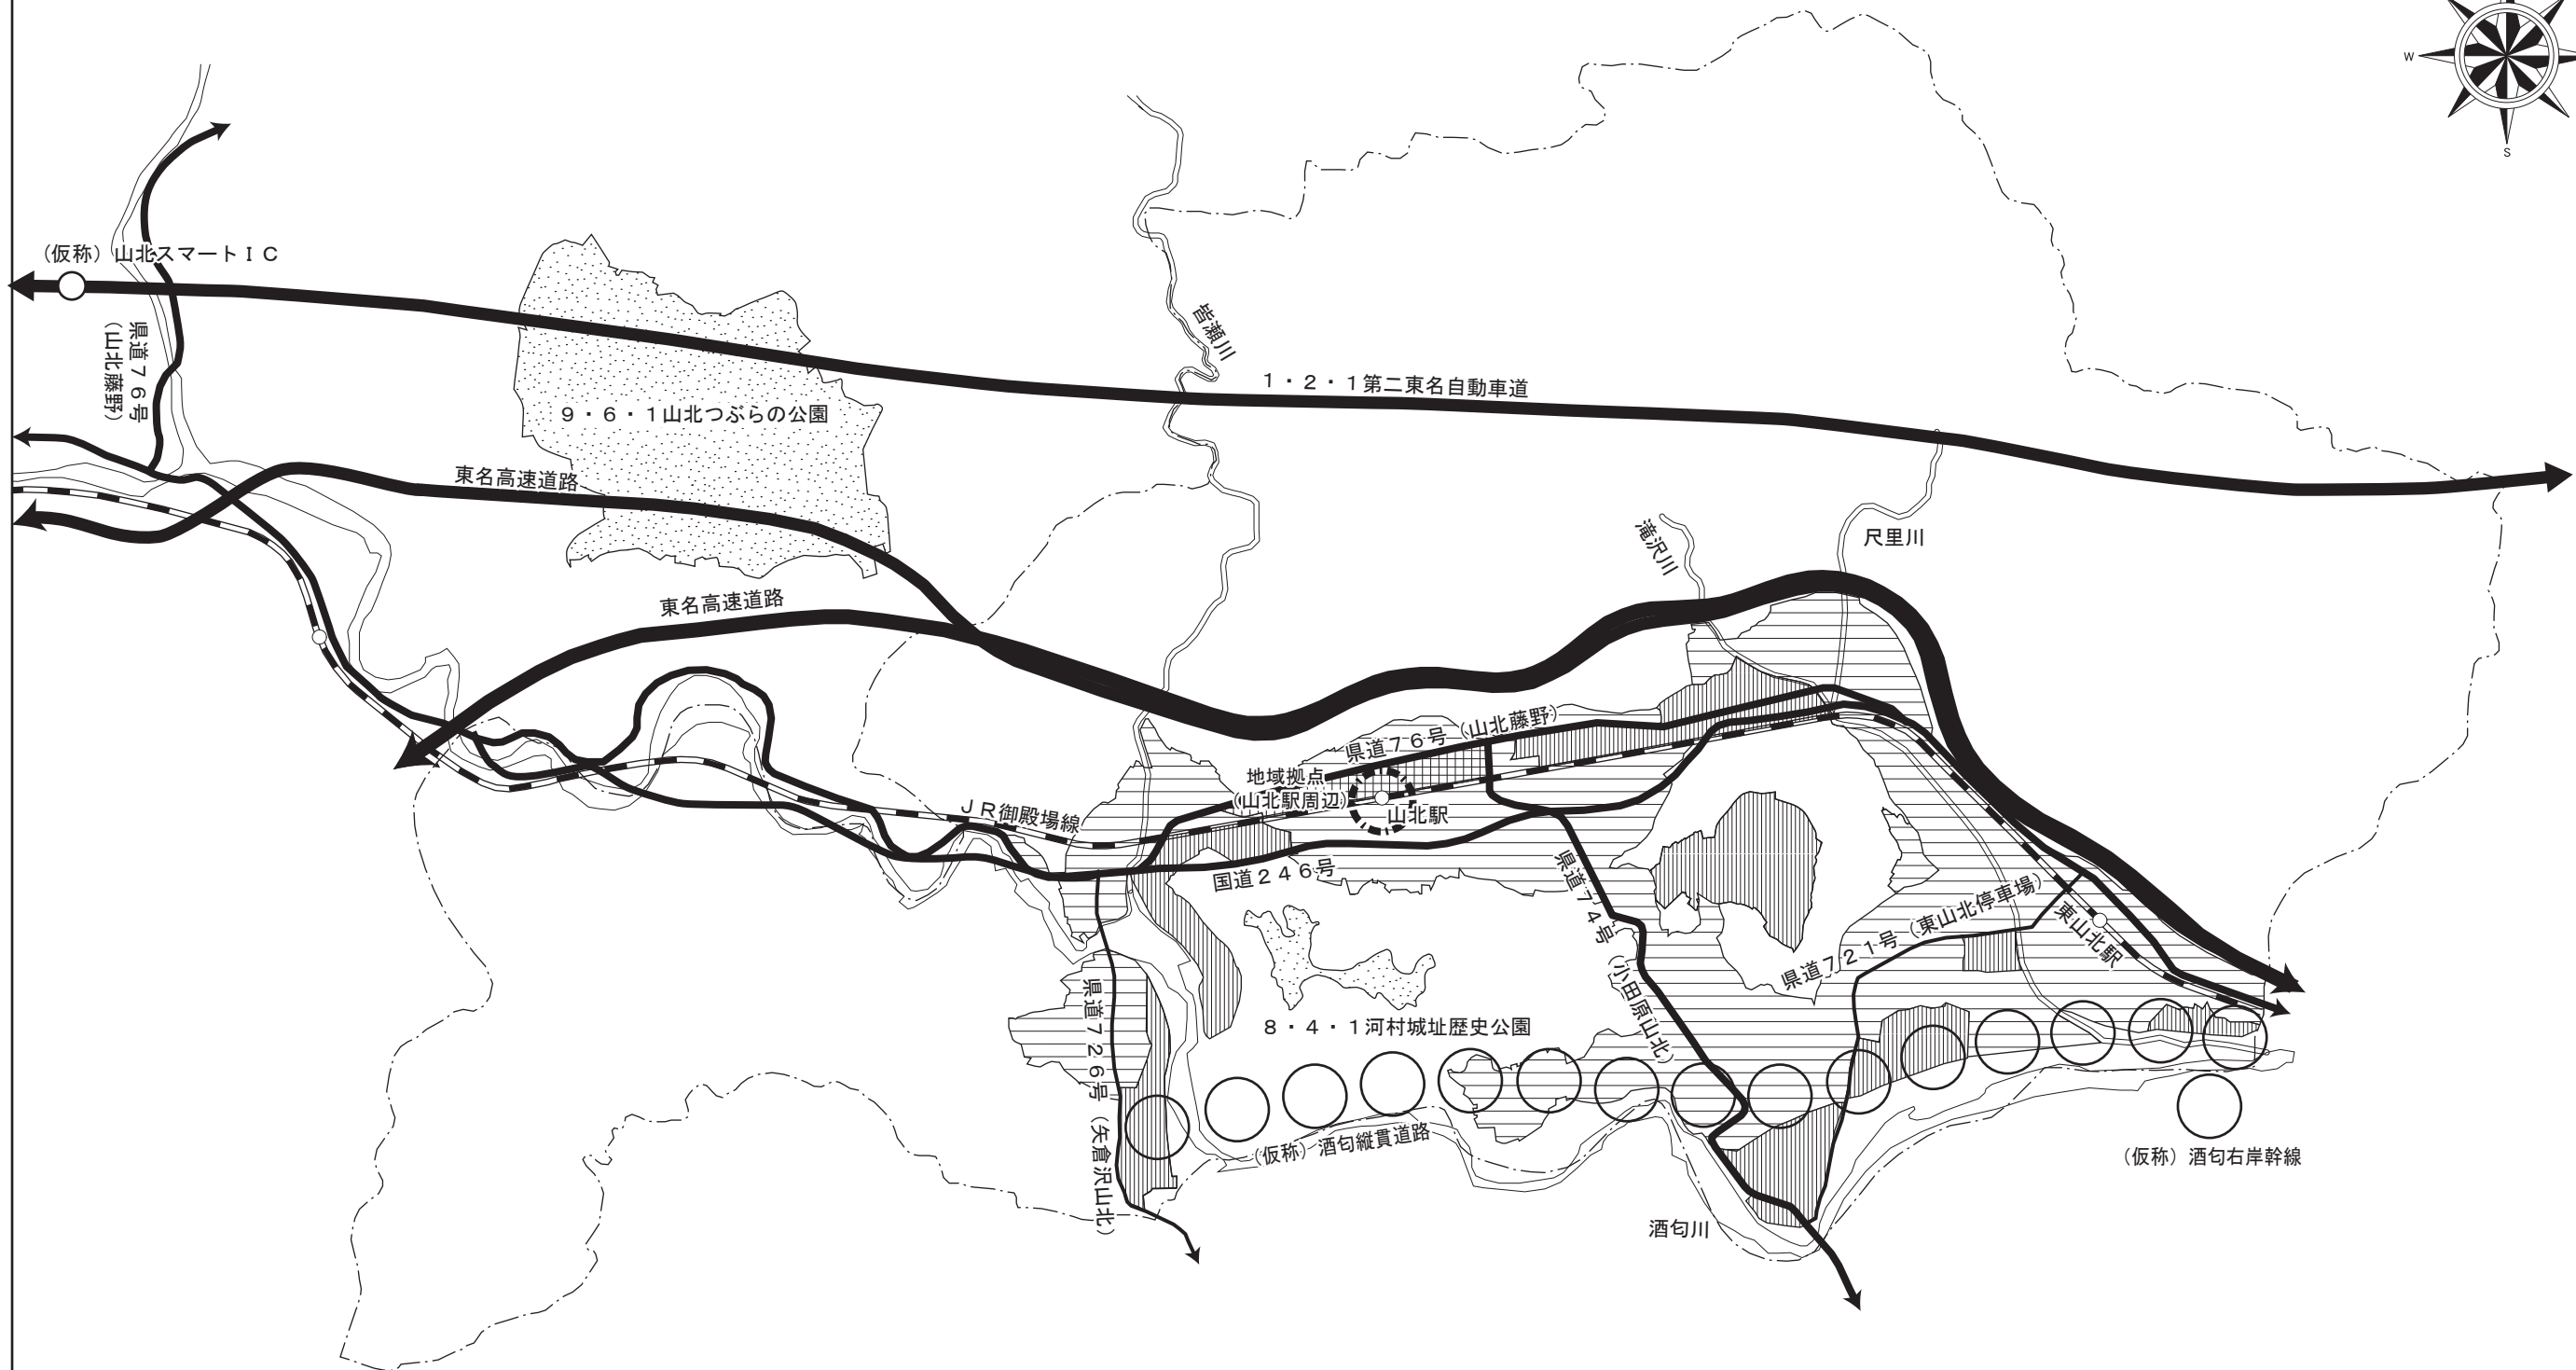 W
S
（仮称）山北スマートＩＣ
県道７６号
（山北藤野）
皆瀬川
１・２・１第二東名自動車道
９・６・１山北つぶらの公園
東名高速道路
滝沢川
尺里川
東名高速道路
県道７６号（山北藤野）
地域拠点
（山北駅周辺）
山北駅
ＪＲ御殿場線
国道２４６号
県道７４号（小田原山北）
県道７２１号（東山北停車場）
東山北駅
県道７２６号（矢倉沢山北）
８・４・１河村城址歴史公園
（仮称）酒匂縦貫道路
（仮称）酒匂右岸幹線
酒匂川